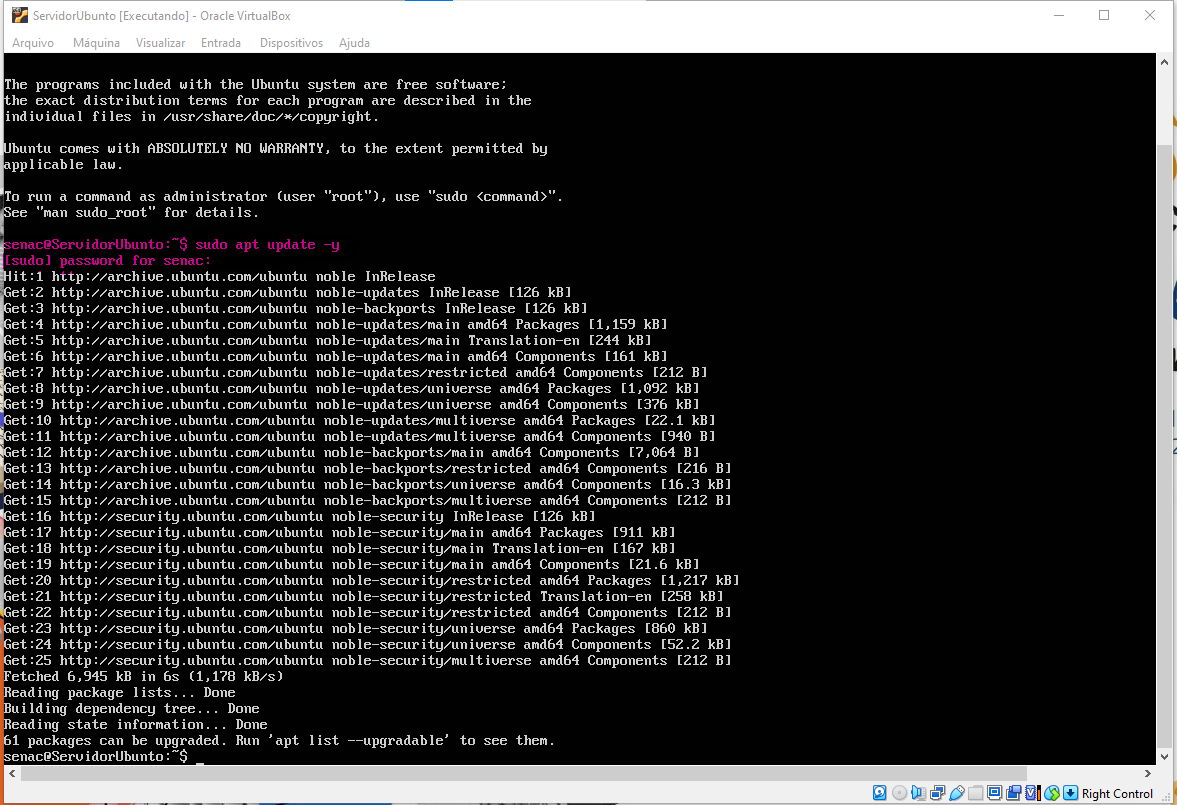 ServidorUbunto [Executando] - Oracle VirtualBox
Arquivo Máquina Visualizar Entrada Dispositivos Ajuda
The programs included with the Ubuntu system are free software;
the exact distribution terms for each program are described in the
individual files in /usr/share/doc/*/copyright.
Ubuntu comes with ABSOLUTELY NO WARRANTY, to the extent permitted by
applicable law.
To run a command as administrator (user "root"), use "sudo <command>".
See "man sudo_root" for details.
senac@ServidorUbunto:~$ sudo apt update -y
[sudo] password for senac:
Hit:1 http://archive.ubuntu.com/ubuntu noble InRelease
Get:2 http://archive.ubuntu.com/ubuntu noble-updates InRelease [126 kB]
Get:3 http://archive.ubuntu.com/ubuntu noble-backports InRelease [126 kB]
Get:4 http://archive.ubuntu.com/ubuntu noble-updates/main amd64 Packages [1,159 kB]
Get:5 http://archive.ubuntu.com/ubuntu noble-updates/main Translation-en [244 kB]
Get:6 http://archive.ubuntu.com/ubuntu noble-updates/main amd64 Components [161 kB]
Get:7 http://archive.ubuntu.com/ubuntu noble-updates/restricted amd64 Components [212 B]
Get:8 http://archive.ubuntu.com/ubuntu noble-updates/universe amd64 Packages [1,092 kB]
Get:9 http://archive.ubuntu.com/ubuntu noble-updates/universe amd64 Components [376 kB]
Get:10 http://archive.ubuntu.com/ubuntu noble-updates/multiverse amd64 Packages [22.1 kB]
Get:11 http://archive.ubuntu.com/ubuntu noble-updates/multiverse amd64 Components [940 B]
Get:12 http://archive.ubuntu.com/ubuntu noble-backports/main amd64 Components [7,064 B]
Get:13 http://archive.ubuntu.com/ubuntu noble-backports/restricted amd64 Components [216 B]
Get:14 http://archive.ubuntu.com/ubuntu noble-backports/universe amd64 Components [16.3 kB]
Get:15 http://archive.ubuntu.com/ubuntu noble-backports/multiverse amd64 Components [212 B]
Get:16 http://security.ubuntu.com/ubuntu noble-security InRelease [126 kB]
Get:17 http://security.ubuntu.com/ubuntu noble-security/main amd64 Packages [911 kB]
Get:18 http://security.ubuntu.com/ubuntu noble-security/main Translation-en [167 kB]
Get:19 http://security.ubuntu.com/ubuntu noble-security/main amd64 Components [21.6 kB]
Get:20 http://security.ubuntu.com/ubuntu noble-security/restricted amd64 Packages [1,217 kB]
Get:21 http://security.ubuntu.com/ubuntu noble-security/restricted Translation-en [258 kB]
Get:22 http://security.ubuntu.com/ubuntu noble-security/restricted amd64 Components [212 B]
Get:23 http://security.ubuntu.com/ubuntu noble-security/universe amd64 Packages [860 kB]
Get:24 http://security.ubuntu.com/ubuntu noble-security/universe amd64 Components [52.2 kB]
Get:25 http://security.ubuntu.com/ubuntu noble-security/multiverse amd64 Components [212 B]
Fetched 6,945 kB in 6s (1,178 kB/s)
Reading package lists... Done
Building dependency tree... Done
Reading state information... Done
61 packages can be upgraded. Run 'apt list --upgradable' to see them.
senac@ServidorUbunto:~$ _
Right Control